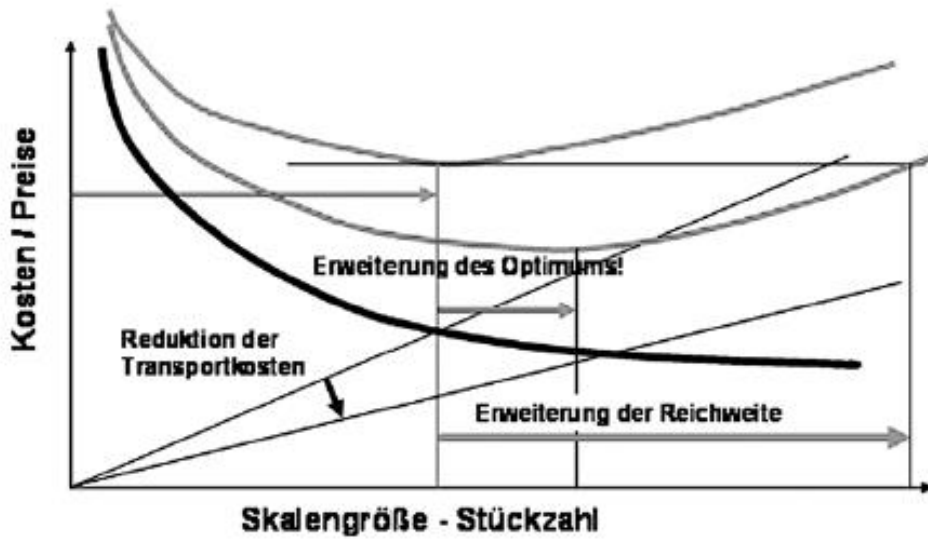 Kosten / Preise
Erweiterung des Optimums!
Reduktion der
Transportkosten
Erweiterung der Reichweite
Skalengröße - Stückzahl